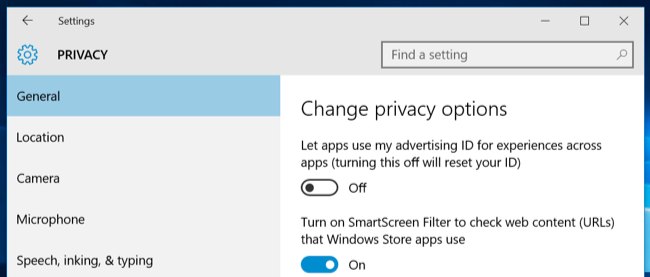 Settings
PRIVACY
Find a setting
General
Location
Camera
Microphone
Speech, inking, & typing
Change privacy options
Let apps use my advertising ID for experiences across
apps (turning this off will reset your ID)
Off
Turn on SmartScreen Filter to check web content (URLs)
that Windows Store apps use
On